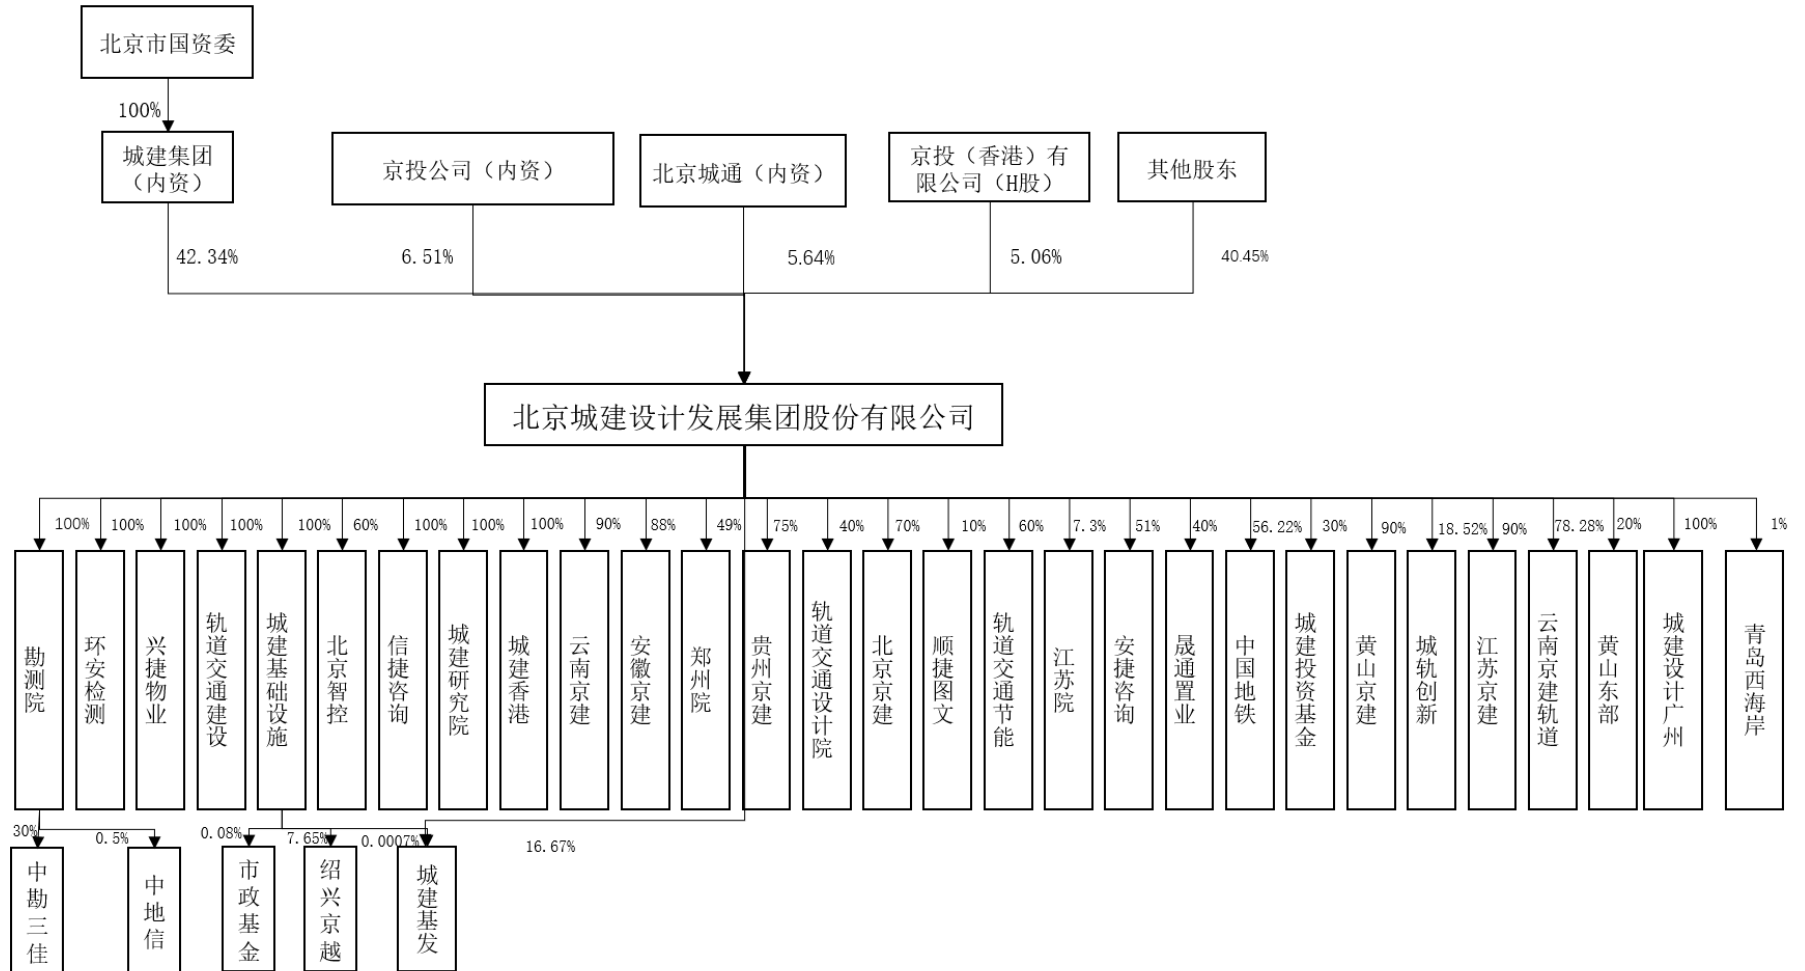 北京市国资委
100%
城建集团
（内资）
京投公司（内资）
北京城通（内资）
京投（香港）有
限公司（H股）
其他股东
42.34%
6.51%
5.64%
5.06%
40.45%
北京城建设计发展集团股份有限公司
100%
100%
100%
100%
100%
60%
100%
100%
100%
90%
88%
49%
75%
40%
70%
10%
60%
7.3%
51%
40%
56.22%
30%
90%
18.52%
90%
78.28%
20%
100%
1%
勘测院
环安检测
兴捷物业
轨道交通建设
城建基础设施
北京智控
信捷咨询
城建研究院
城建香港
云南京建
安徽京建
郑州院
贵州京建
轨道交通设计院
北京京建
顺捷图文
轨道交通节能
江苏院
安捷咨询
晟通置业
中国地铁
城建投资基金
黄山京建
城轨创新
江苏京建
云南京建轨道
黄山东部
城建设计广州
青岛西海岸
30%
0.5%
0.08%
7.65%
0.0007%
16.67%
中勘三佳
中地信
市政基金
绍兴京越
城建基发